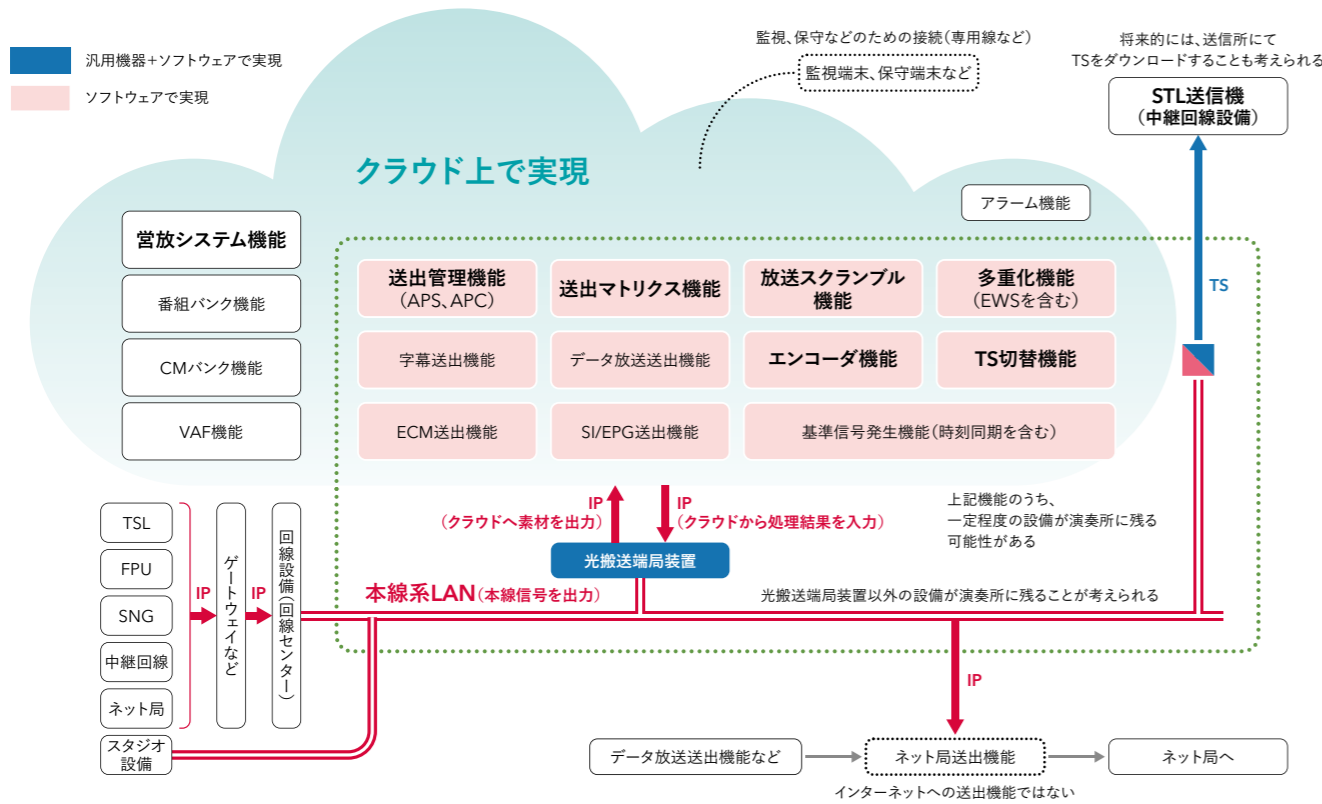 汎用機器+ソフトウェアで実現
ソフトウェアで実現
監視、保守などのための接続(専用線など)
監視端末、保守端末など
将来的には、送信所にて
TSをダウンロードすることも考えられる
STL送信機
(中継回線設備)
クラウド上で実現
アラーム機能
営放システム機能
番組バンク機能
CMバンク機能
VAF機能
送出管理機能
(APS、APC)
送出マトリクス機能
放送スクランブル
機能
多重化機能
(EWSを含む)
字幕送出機能
データ放送送出機能
エンコーダ機能
TS切替機能
ECM送出機能
SI/EPG送出機能
基準信号発生機能(時刻同期を含む)
TS
IP
(クラウドへ素材を出力)
IP
(クラウドから処理結果を入力)
上記機能のうち、
一定程度の設備が演奏所に残る
可能性がある
光搬送端局装置
本線系LAN(本線信号を出力)
光搬送端局装置以外の設備が演奏所に残ることが考えられる
TSL
FPU
SNG
中継回線
ネット局
スタジオ
設備
IP
ゲートウェイなど
IP
回線設備(回線センター)
IP
データ放送送出機能など
ネット局送出機能
ネット局へ
インターネットへの送出機能ではない